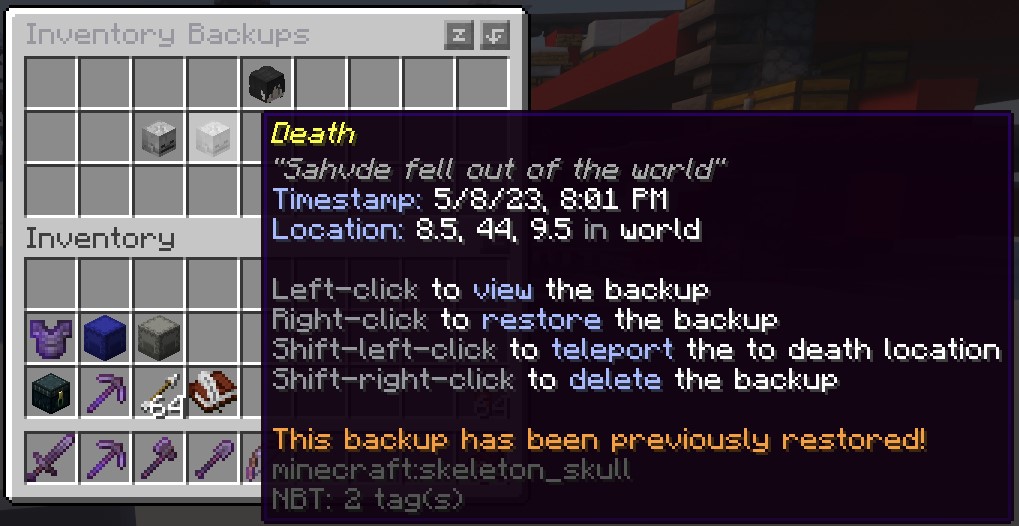 Inventory Backups
Death
"Sahvde fell out of the world"
Timestamp: 5/8/23, 8:01 PM
Location: 8.5, 44, 9.5 in world
Inventory
Left-click to view the backup
Right-click to restore the backup
Shift-left-click to teleport the to death location
Shift-right-click to delete the backup
64
64
This backup has been previously restored!
minecraft:skeleton_skull
NBT: 2 tag(s)